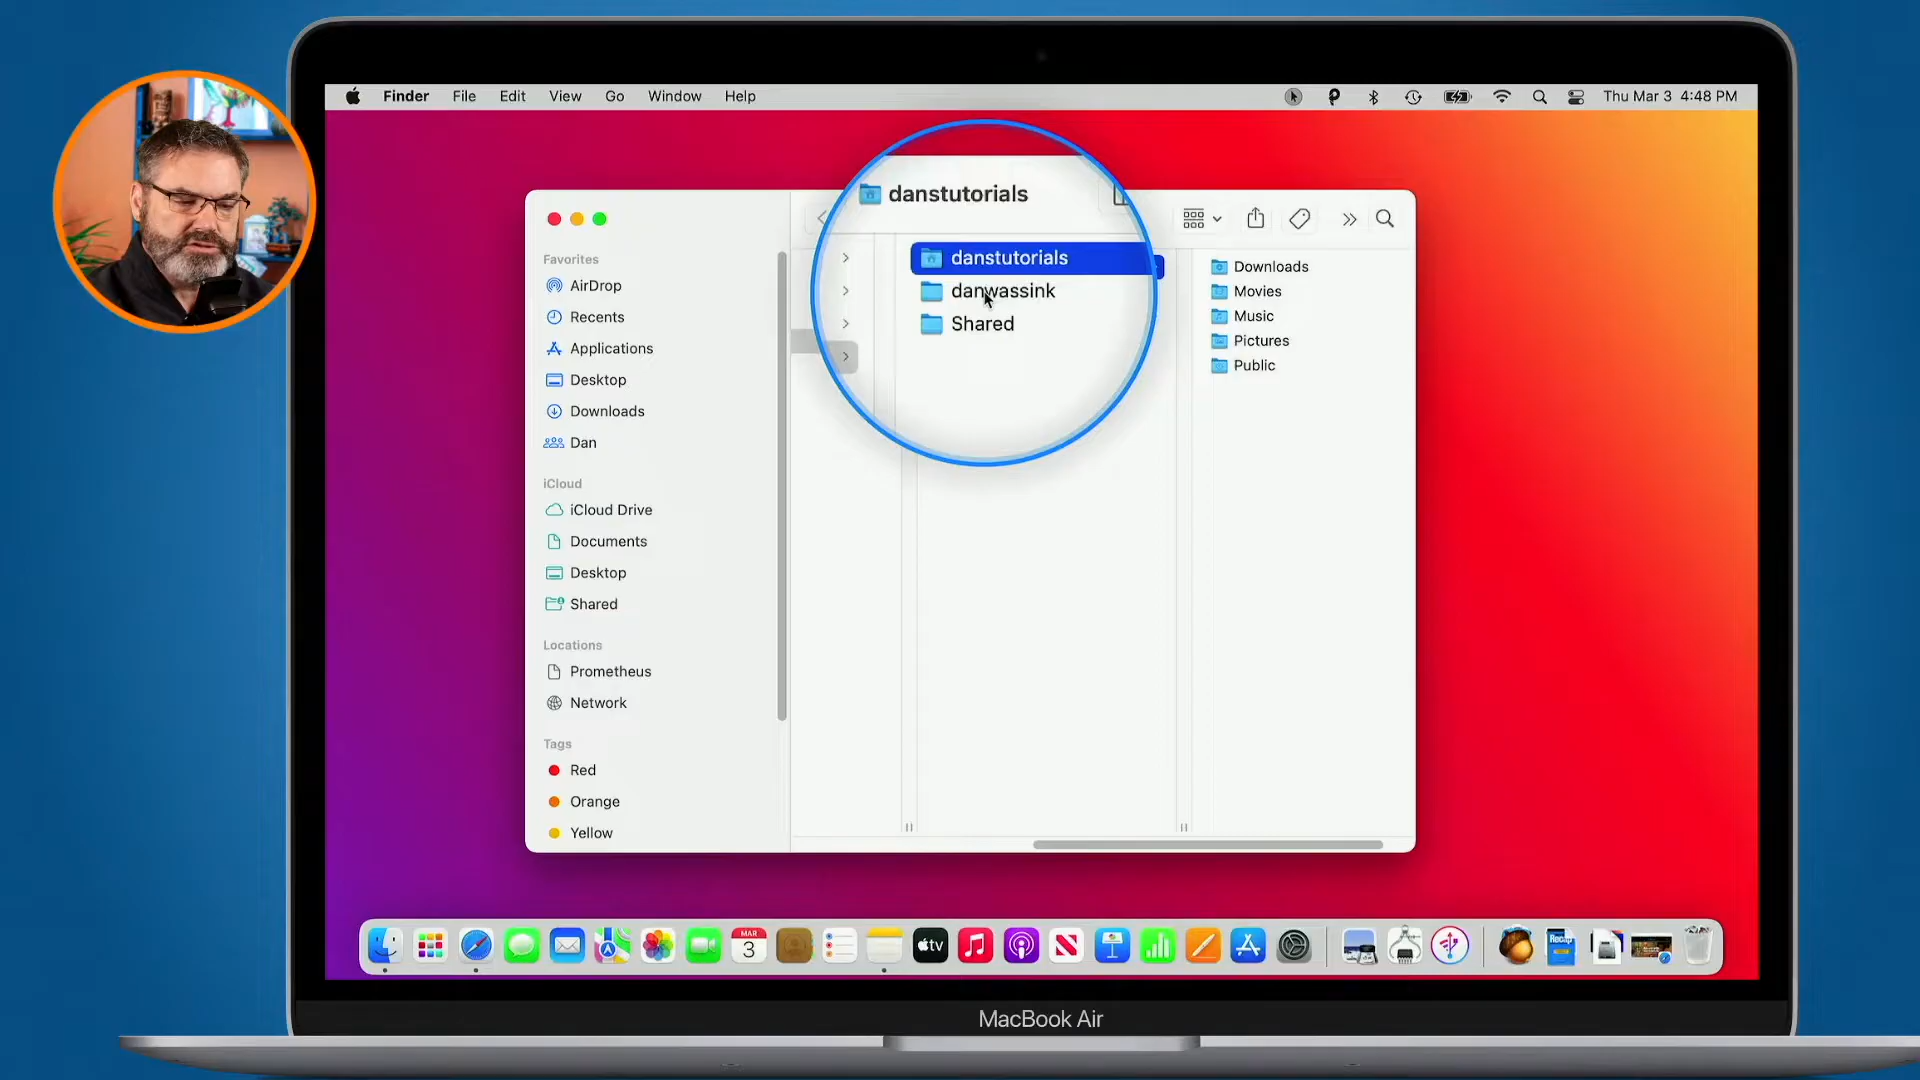 Finder File Edit View Go Window Help
Thu Mar 3 4:48 PM
danstutorials
Favorites
AirDrop
Recents
Applications
Desktop
Downloads
Dan
iCloud
iCloud Drive
Documents
Desktop
Shared
Locations
Prometheus
Network
Tags
Red
Orange
Yellow
danstutorials
danwassink
Shared
Downloads
Movies
Music
Pictures
Public
MAR
3
tv
Recap
MacBook Air